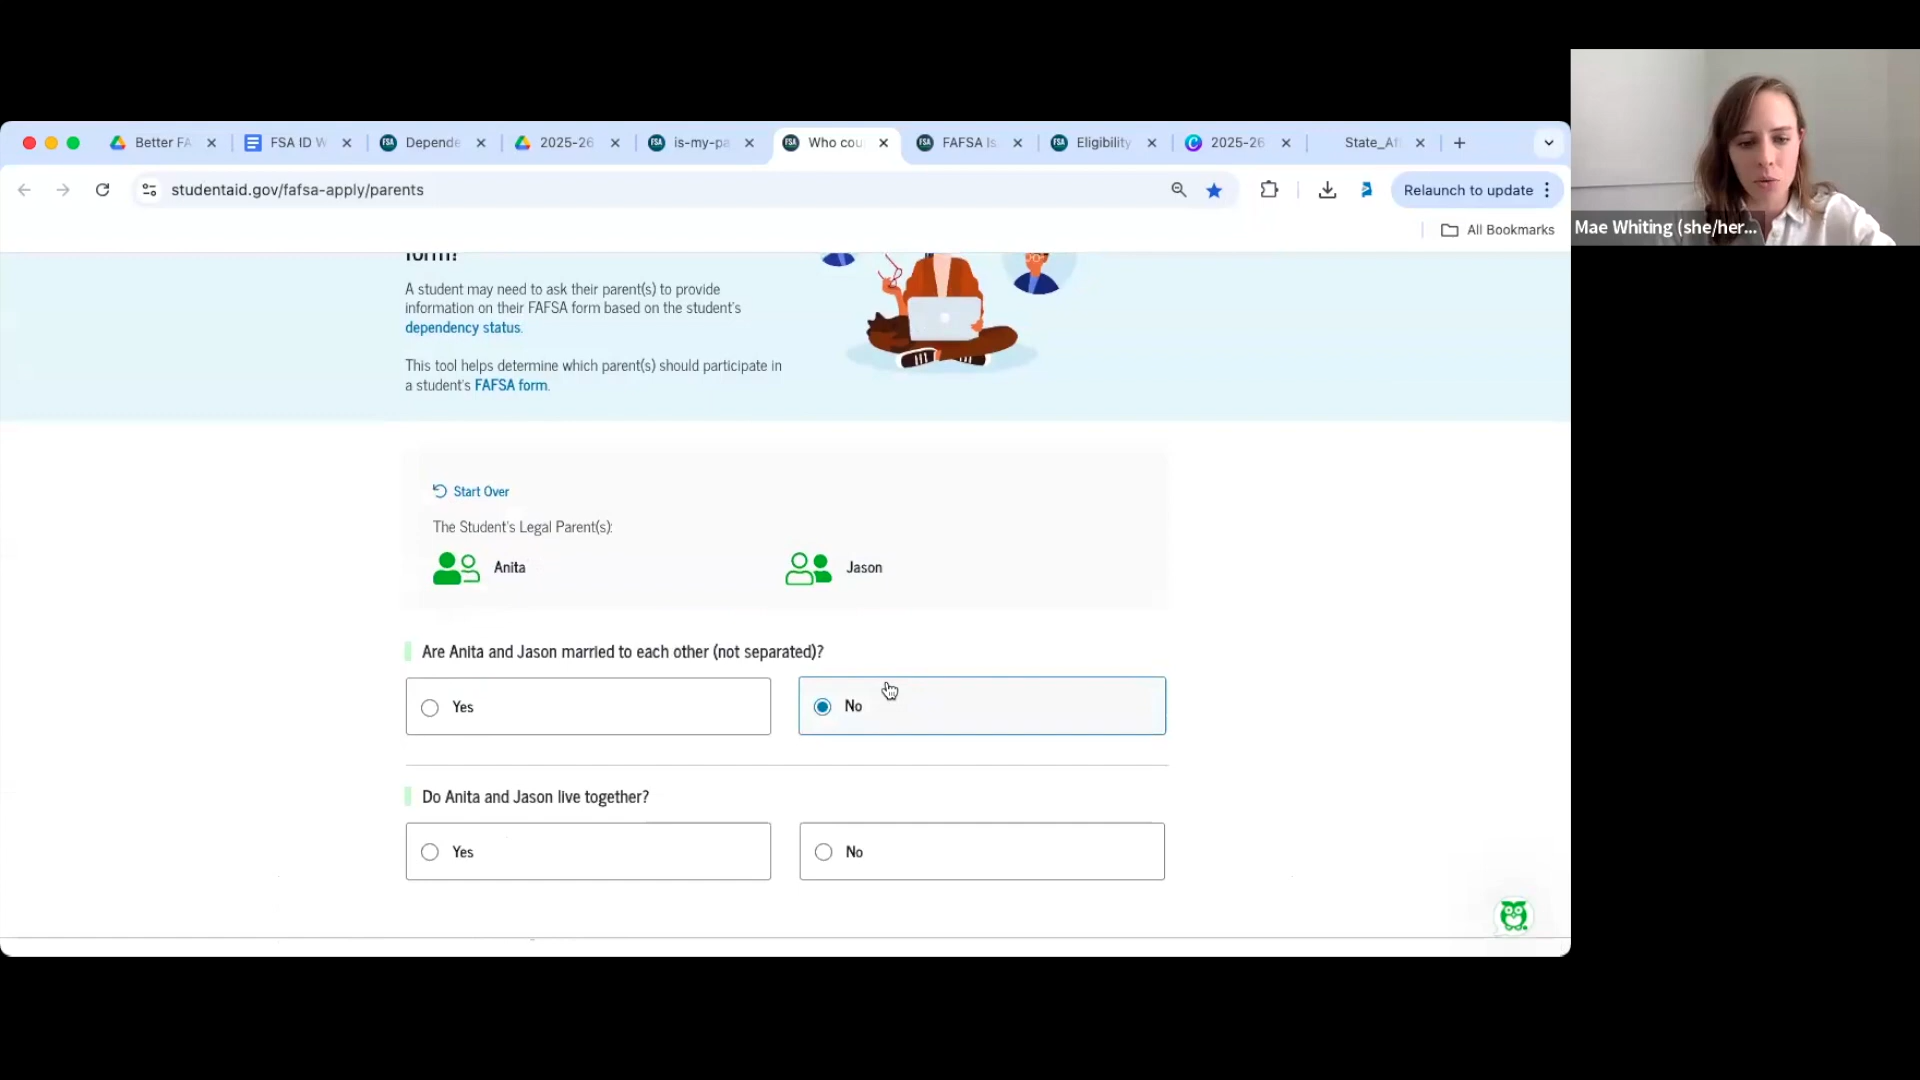 Better FA
FSA ID W
Depende
2025-26
is-my-pa
Who cou
FAFSA Is
Eligibility
2025-26
State_Af
studentaid.gov/fafsa-apply/parents
Relaunch to update
All Bookmarks
Mae Whiting (she/her...
form?
A student may need to ask their parent(s) to provide
information on their FAFSA form based on the student's
dependency status.
This tool helps determine which parent(s) should participate in
a student's FAFSA form.
Start Over
The Student's Legal Parent(s):
Anita
Jason
Are Anita and Jason married to each other (not separated)?
Yes
No
Do Anita and Jason live together?
Yes
No